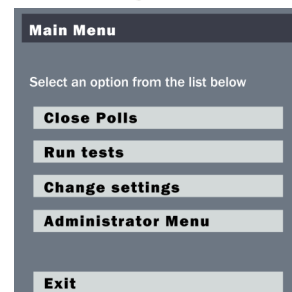 Main Menu
Select an option from the list below
Close Polls
Run tests
Change settings
Administrator Menu
Exit